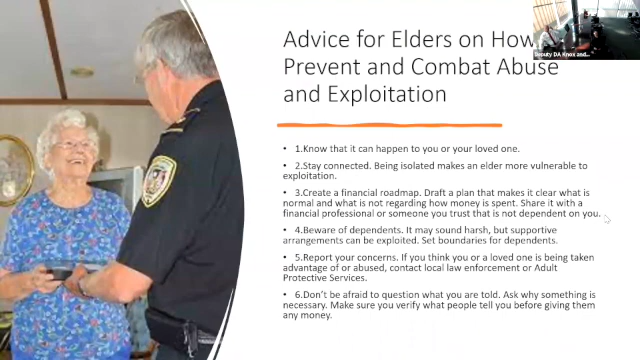 Advice for Elders on How
Prevent and Combat Abuse
and Exploitation
Deputy DA Knox and...
• 1.Know that it can happen to you or your loved one.
• 2.Stay connected. Being isolated makes an elder more vulnerable to
exploitation.
• 3.Create a financial roadmap. Draft a plan that makes it clear what is
normal and what is not regarding how money is spent. Share it with a
financial professional or someone you trust that is not dependent on you.
• 4.Beware of dependents. It may sound harsh, but supportive
arrangements can be exploited. Set boundaries for dependents.
• 5.Report your concerns. If you think you or a loved one is being taken
advantage of or abused, contact local law enforcement or Adult
Protective Services.
• 6.Don't be afraid to question what you are told. Ask why something is
necessary. Make sure you verify what people tell you before giving them
any money.